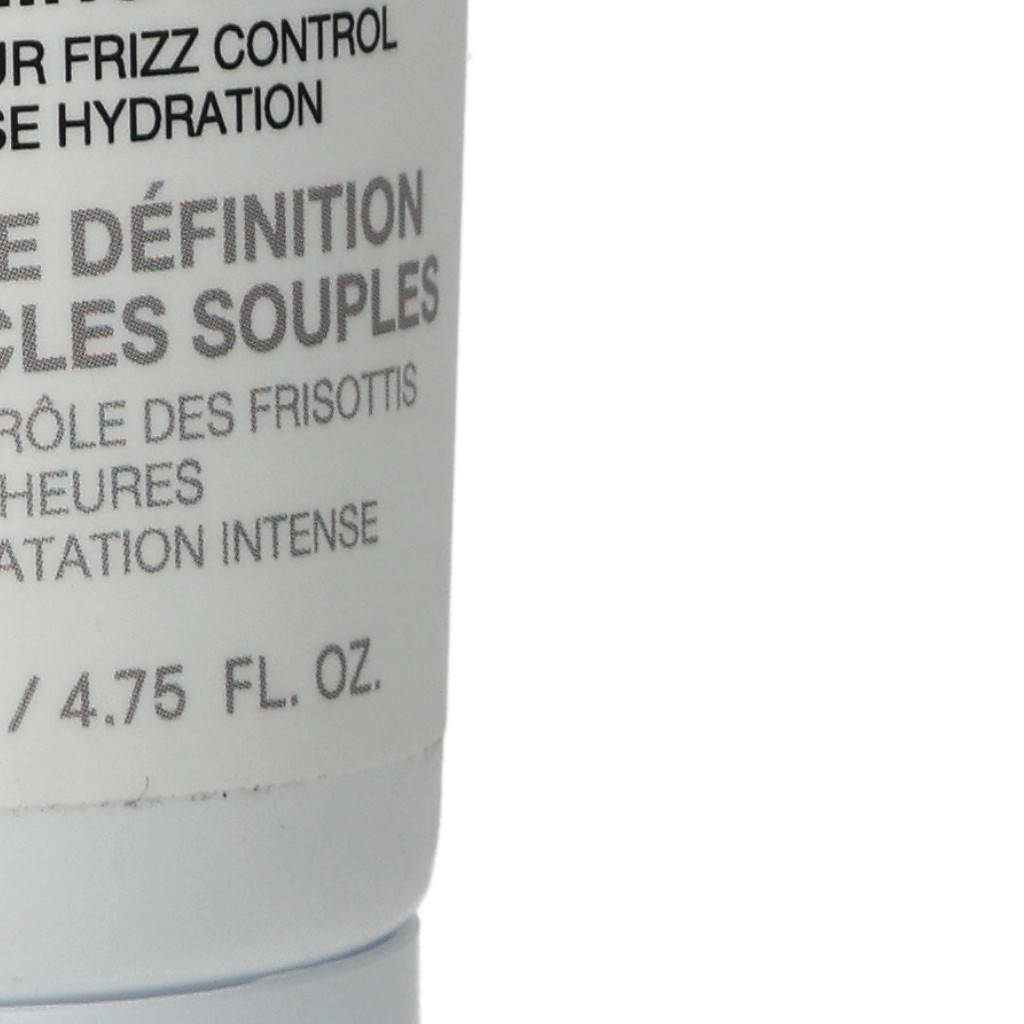 UR FRIZZ CONTROL
SE HYDRATION
E DÉFINITION
CLES SOUPLES
RÔLE DES FRISOTTIS
HEURES
ATATION INTENSE
/ 4.75 FL. OZ.